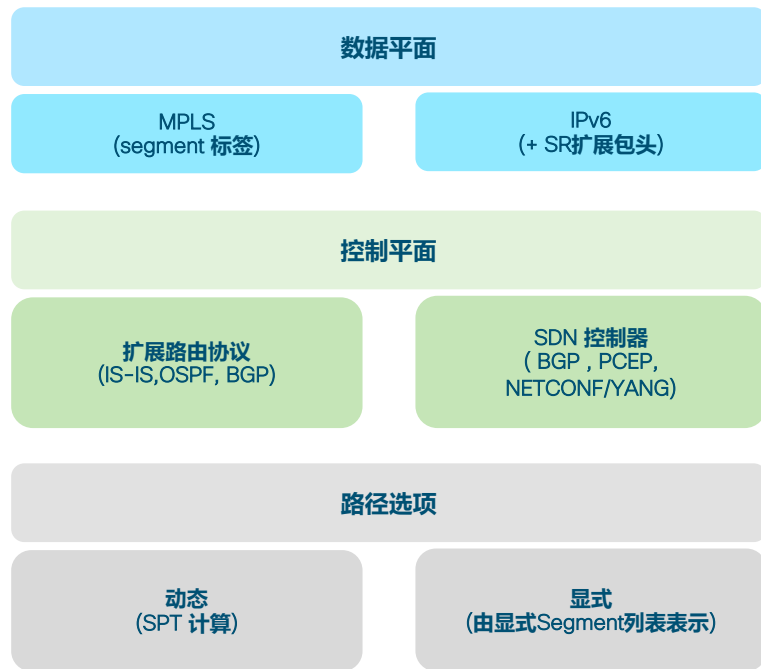 数据平面
MPLS
(segment 标签)
IPv6
(+ SR扩展包头)
控制平面
扩展路由协议
(IS-IS,OSPF, BGP)
SDN 控制器
( BGP , PCEP,
NETCONF/YANG)
路径选项
动态
(SPT 计算)
显式
(由显式Segment列表表示)